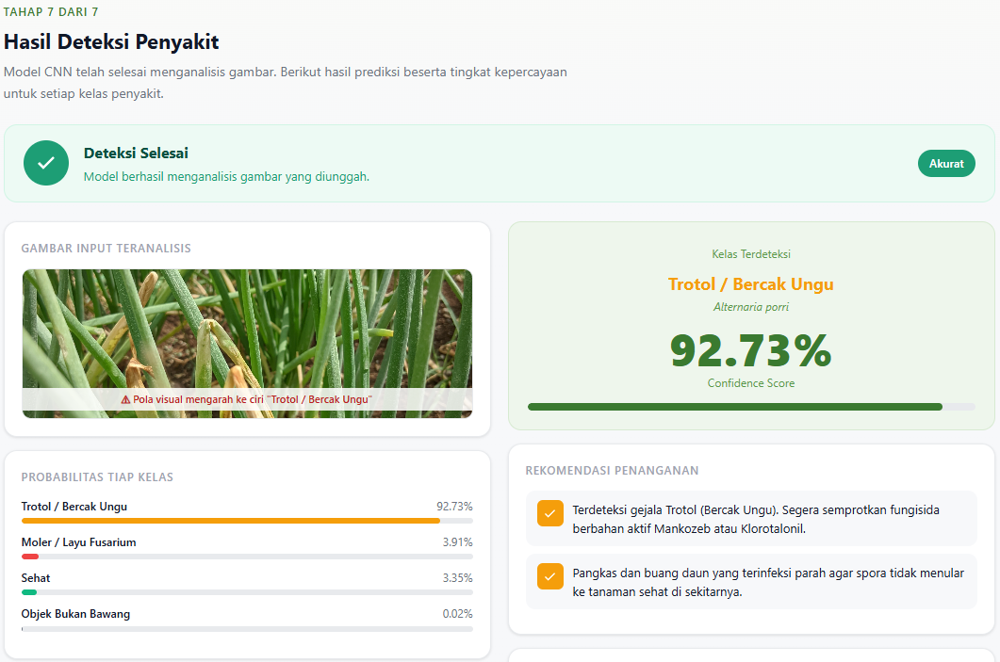 TAHAP 7 DARI 7
Hasil Deteksi Penyakit
Model CNN telah selesai menganalisis gambar. Berikut hasil prediksi beserta tingkat kepercayaan
untuk setiap kelas penyakit.
Deteksi Selesai
Model berhasil menganalisis gambar yang diunggah.
Akurat
GAMBAR INPUT TERANALISIS
⚠ Pola visual mengarah ke ciri "Trotol / Bercak Ungu"
Kelas Terdeteksi
Trotol / Bercak Ungu
Alternaria porri
92.73%
Confidence Score
PROBABILITAS TIAP KELAS
Trotol / Bercak Ungu 92.73%
Moler / Layu Fusarium 3.91%
Sehat 3.35%
Objek Bukan Bawang 0.02%
REKOMENDASI PENANGANAN
Terdeteksi gejala Trotol (Bercak Ungu). Segera semprotkan fungisida
berbahan aktif Mankozeb atau Klorotalonil.
Pangkas dan buang daun yang terinfeksi parah agar spora tidak menular
ke tanaman sehat di sekitarnya.